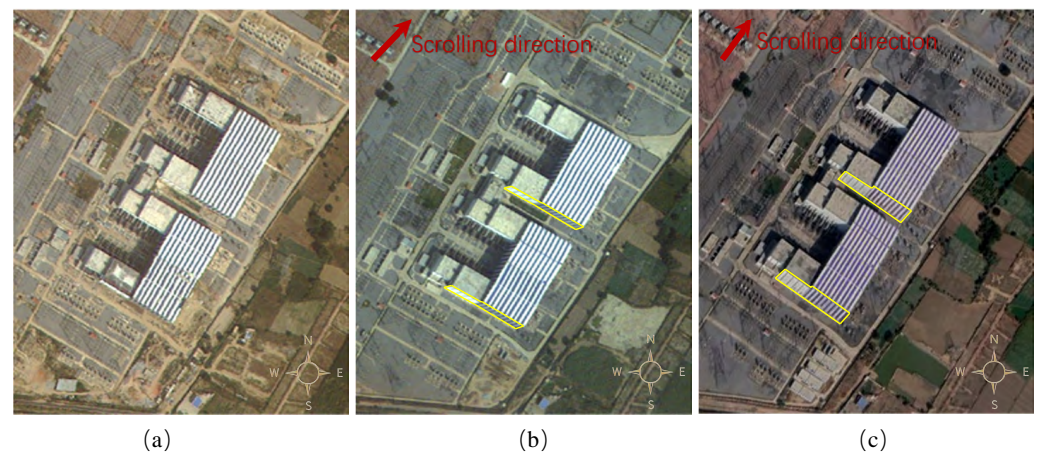 Scrolling direction
Scrolling direction
N
W E
S
N
W E
S
N
W E
S
(a)
(b)
(c)